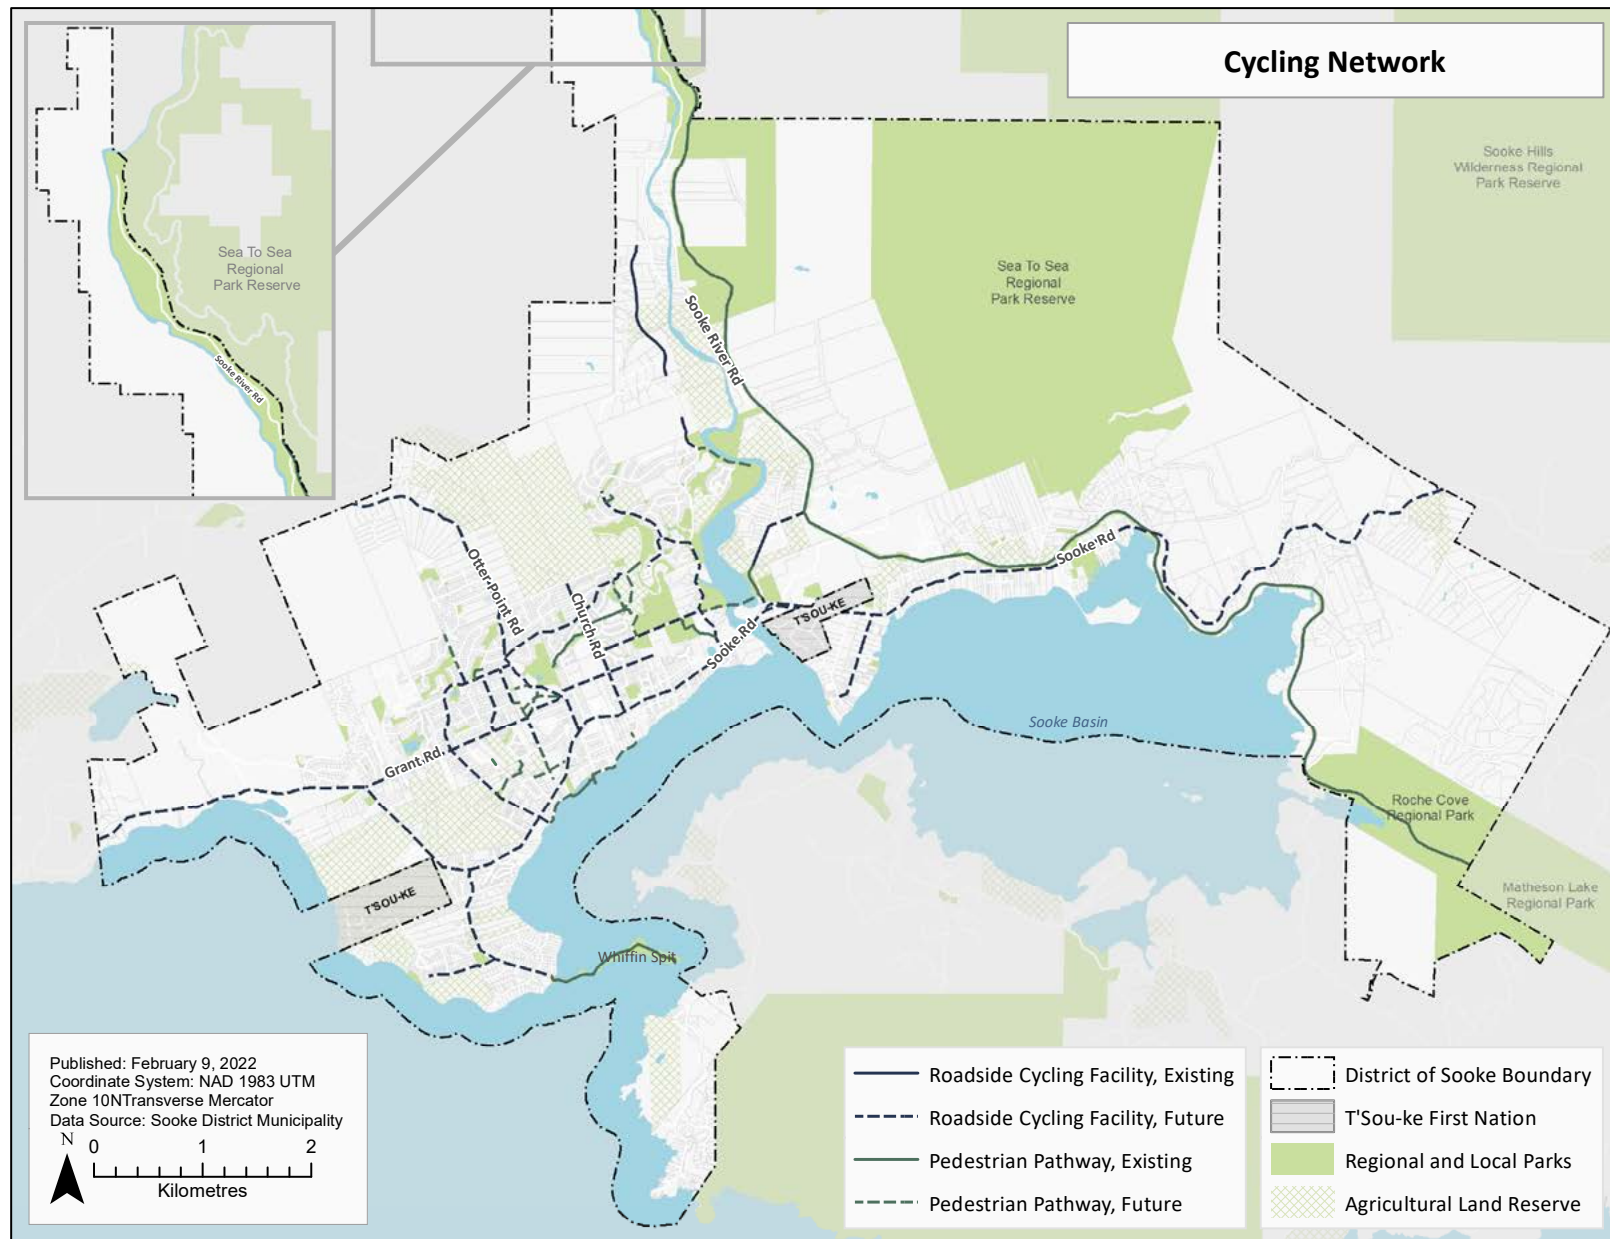 Cycling Network
Sooke Hills
Wilderness Regional
Park Reserve
Sea To Sea
Regional
Park Reserve
Sooke River Rd
Sea To Sea
Regional
Park Reserve
Sooke River Rd
Otter Point Rd
Church Rd
Sooke Rd
Sooke Rd
T'SOU-KE
Grant Rd
Sooke Basin
Roche Cove
Regional Park
Matheson Lake
Regional Park
T'SOU-KE
Whiffin Spit
Published: February 9, 2022
Coordinate System: NAD 1983 UTM
Zone 10NTransverse Mercator
Data Source: Sooke District Municipality
N
0 1 2
Kilometres
Roadside Cycling Facility, Existing
Roadside Cycling Facility, Future
Pedestrian Pathway, Existing
Pedestrian Pathway, Future
District of Sooke Boundary
T'Sou-ke First Nation
Regional and Local Parks
Agricultural Land Reserve